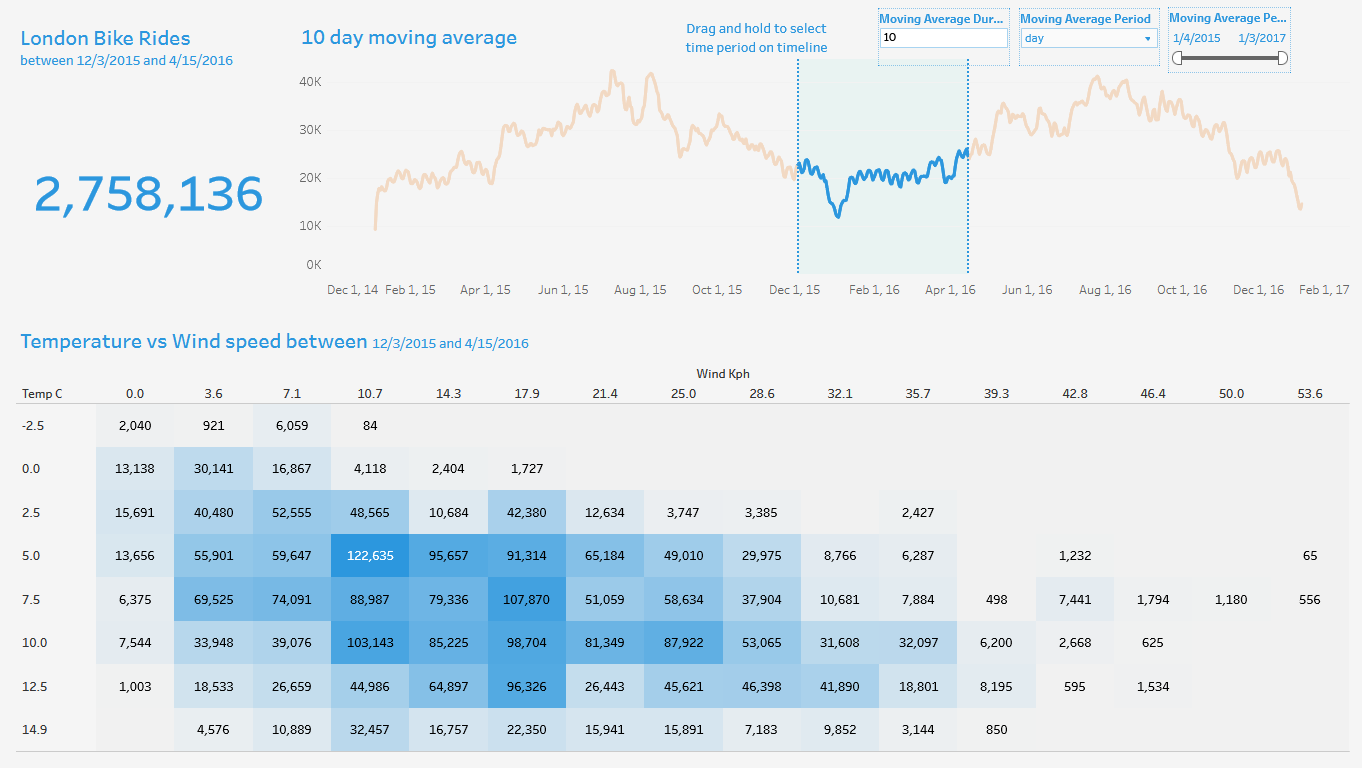 London Bike Rides
between 12/3/2015 and 4/15/2016
2,758,136
10 day moving average
Drag and hold to select
time period on timeline
Moving Average Dur...
10
Moving Average Period
day
Moving Average Pe...
1/4/2015 1/3/2017
40K
30K
20K
10K
0K
Dec 1, 14 Feb 1, 15 Apr 1, 15 Jun 1, 15 Aug 1, 15 Oct 1, 15 Dec 1, 15 Feb 1, 16 Apr 1, 16 Jun 1, 16 Aug 1, 16 Oct 1, 16 Dec 1, 16 Feb 1, 17
Temperature vs Wind speed between 12/3/2015 and 4/15/2016
Wind Kph
Temp C 0.0 3.6 7.1 10.7 14.3 17.9 21.4 25.0 28.6 32.1 35.7 39.3 42.8 46.4 50.0 53.6
-2.5 2,040 921 6,059 84
0.0 13,138 30,141 16,867 4,118 2,404 1,727
2.5 15,691 40,480 52,555 48,565 10,684 42,380 12,634 3,747 3,385 2,427
5.0 13,656 55,901 59,647 122,635 95,657 91,314 65,184 49,010 29,975 8,766 6,287 1,232 65
7.5 6,375 69,525 74,091 88,987 79,336 107,870 51,059 58,634 37,904 10,681 7,884 498 7,441 1,794 1,180 556
10.0 7,544 33,948 39,076 103,143 85,225 98,704 81,349 87,922 53,065 31,608 32,097 6,200 2,668 625
12.5 1,003 18,533 26,659 44,986 64,897 96,326 26,443 45,621 46,398 41,890 18,801 8,195 595 1,534
14.9 4,576 10,889 32,457 16,757 22,350 15,941 15,891 7,183 9,852 3,144 850